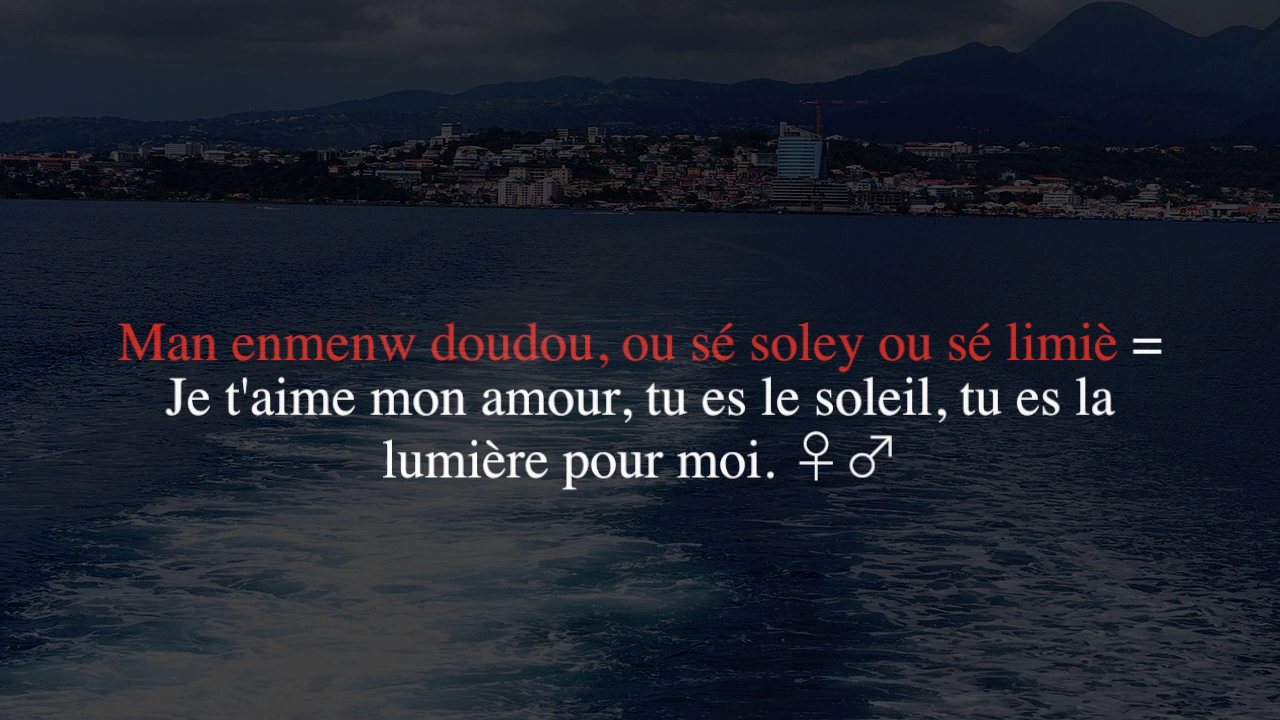 Man enmenw doudou, ou sé soley ou sé limiè =
Je t'aime mon amour, tu es le soleil, tu es la
lumière pour moi. ♀♂